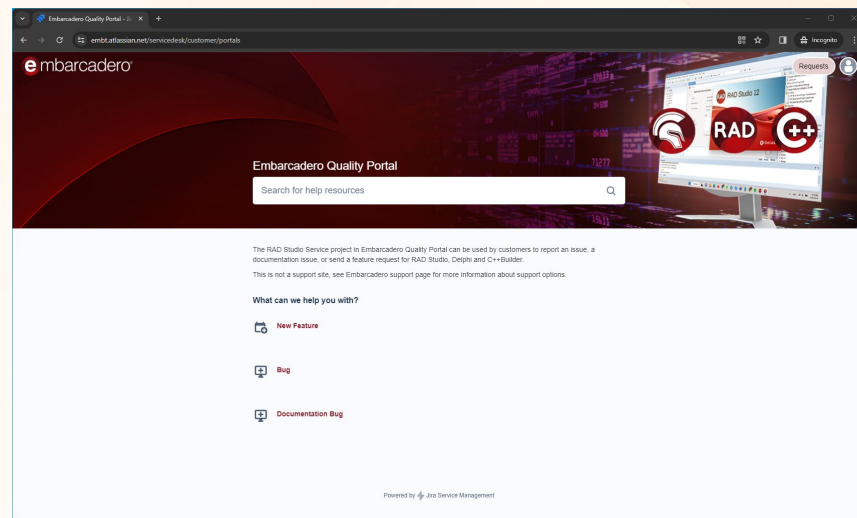 Embarcadero Quality Portal - Ji
embt.atlassian.net/servicedesk/customer/portals
Incognito
embarcadero
Requests
RAD Studio 12
RAD
C++
Embarcadero Quality Portal
Search for help resources
The RAD Studio Service project in Embarcadero Quality Portal can be used by customers to report an issue, a
documentation issue, or send a feature request for RAD Studio, Delphi and C++Builder.
This is not a support site, see Embarcadero support page for more information about support options.
What can we help you with?
New Feature
Bug
Documentation Bug
Powered by Jira Service Management